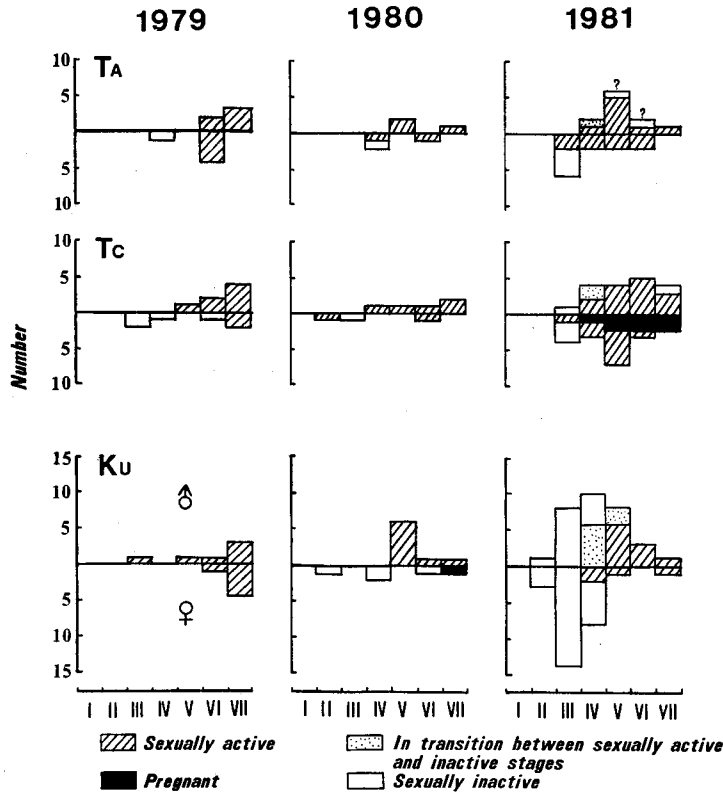 1979 1980 1981
TA
10
5
5
10
? ?
TC
10
5
5
10
Number
KU
15
10
5
5
10
15
♂
♀
I II III IV V VI VII I II III IV V VI VII I II III IV V VI VII
Sexually active
Pregnant
In transition between sexually active
and inactive stages
Sexually inactive